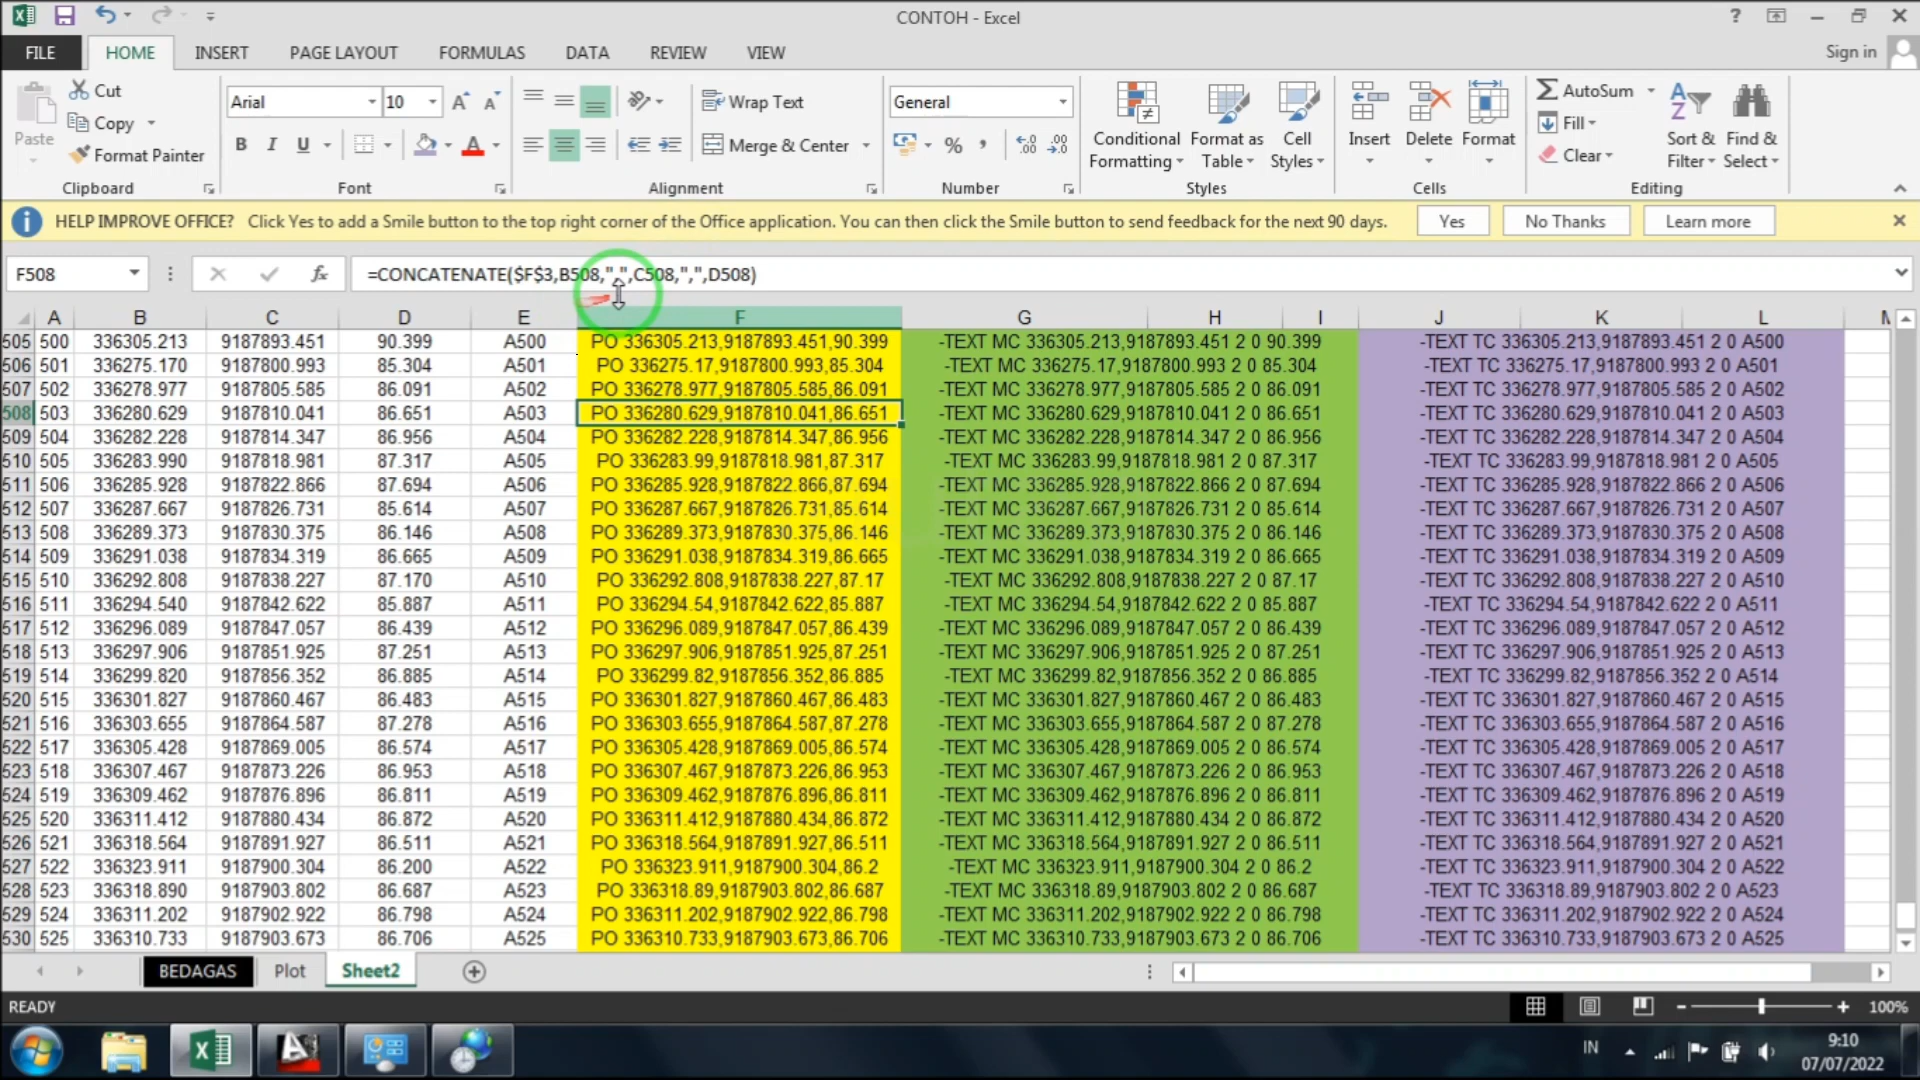 CONTOH - Excel
Sign in
FILE HOME INSERT PAGE LAYOUT FORMULAS DATA REVIEW VIEW
Paste
Cut
Copy
Format Painter
Clipboard
Arial 10
B I U
Font
Wrap Text
Merge & Center
Alignment
General
%
Number
Conditional Formatting
Format as Table
Cell Styles
Styles
Insert Delete Format
Cells
AutoSum
Fill
Clear
Sort & Filter
Find & Select
Editing
HELP IMPROVE OFFICE? Click Yes to add a Smile button to the top right corner of the Office application. You can then click the Smile button to send feedback for the next 90 days. Yes No Thanks Learn more
F508 fx =CONCATENATE($F$3,B508,",",C508,",",D508)
A B C D E F G H I J K L
505 500 336305.213 9187893.451 90.399 A500 PO 336305.213,9187893.451,90.399 -TEXT MC 336305.213,9187893.451 2 0 90.399 -TEXT TC 336305.213,9187893.451 2 0 A500
506 501 336275.170 9187800.993 85.304 A501 PO 336275.17,9187800.993,85.304 -TEXT MC 336275.17,9187800.993 2 0 85.304 -TEXT TC 336275.17,9187800.993 2 0 A501
507 502 336278.977 9187805.585 86.091 A502 PO 336278.977,9187805.585,86.091 -TEXT MC 336278.977,9187805.585 2 0 86.091 -TEXT TC 336278.977,9187805.585 2 0 A502
508 503 336280.629 9187810.041 86.651 A503 PO 336280.629,9187810.041,86.651 -TEXT MC 336280.629,9187810.041 2 0 86.651 -TEXT TC 336280.629,9187810.041 2 0 A503
509 504 336282.228 9187814.347 86.956 A504 PO 336282.228,9187814.347,86.956 -TEXT MC 336282.228,9187814.347 2 0 86.956 -TEXT TC 336282.228,9187814.347 2 0 A504
510 505 336283.990 9187818.981 87.317 A505 PO 336283.99,9187818.981,87.317 -TEXT MC 336283.99,9187818.981 2 0 87.317 -TEXT TC 336283.99,9187818.981 2 0 A505
511 506 336285.928 9187822.866 87.694 A506 PO 336285.928,9187822.866,87.694 -TEXT MC 336285.928,9187822.866 2 0 87.694 -TEXT TC 336285.928,9187822.866 2 0 A506
512 507 336287.667 9187826.731 85.614 A507 PO 336287.667,9187826.731,85.614 -TEXT MC 336287.667,9187826.731 2 0 85.614 -TEXT TC 336287.667,9187826.731 2 0 A507
513 508 336289.373 9187830.375 86.146 A508 PO 336289.373,9187830.375,86.146 -TEXT MC 336289.373,9187830.375 2 0 86.146 -TEXT TC 336289.373,9187830.375 2 0 A508
514 509 336291.038 9187834.319 86.665 A509 PO 336291.038,9187834.319,86.665 -TEXT MC 336291.038,9187834.319 2 0 86.665 -TEXT TC 336291.038,9187834.319 2 0 A509
515 510 336292.808 9187838.227 87.170 A510 PO 336292.808,9187838.227,87.17 -TEXT MC 336292.808,9187838.227 2 0 87.17 -TEXT TC 336292.808,9187838.227 2 0 A510
516 511 336294.540 9187842.622 85.887 A511 PO 336294.54,9187842.622,85.887 -TEXT MC 336294.54,9187842.622 2 0 85.887 -TEXT TC 336294.54,9187842.622 2 0 A511
517 512 336296.089 9187847.057 86.439 A512 PO 336296.089,9187847.057,86.439 -TEXT MC 336296.089,9187847.057 2 0 86.439 -TEXT TC 336296.089,9187847.057 2 0 A512
518 513 336297.906 9187851.925 87.251 A513 PO 336297.906,9187851.925,87.251 -TEXT MC 336297.906,9187851.925 2 0 87.251 -TEXT TC 336297.906,9187851.925 2 0 A513
519 514 336299.820 9187856.352 86.885 A514 PO 336299.82,9187856.352,86.885 -TEXT MC 336299.82,9187856.352 2 0 86.885 -TEXT TC 336299.82,9187856.352 2 0 A514
520 515 336301.827 9187860.467 86.483 A515 PO 336301.827,9187860.467,86.483 -TEXT MC 336301.827,9187860.467 2 0 86.483 -TEXT TC 336301.827,9187860.467 2 0 A515
521 516 336303.655 9187864.587 87.278 A516 PO 336303.655,9187864.587,87.278 -TEXT MC 336303.655,9187864.587 2 0 87.278 -TEXT TC 336303.655,9187864.587 2 0 A516
522 517 336305.428 9187869.005 86.574 A517 PO 336305.428,9187869.005,86.574 -TEXT MC 336305.428,9187869.005 2 0 86.574 -TEXT TC 336305.428,9187869.005 2 0 A517
523 518 336307.467 9187873.226 86.953 A518 PO 336307.467,9187873.226,86.953 -TEXT MC 336307.467,9187873.226 2 0 86.953 -TEXT TC 336307.467,9187873.226 2 0 A518
524 519 336309.462 9187876.896 86.811 A519 PO 336309.462,9187876.896,86.811 -TEXT MC 336309.462,9187876.896 2 0 86.811 -TEXT TC 336309.462,9187876.896 2 0 A519
525 520 336311.412 9187880.434 86.872 A520 PO 336311.412,9187880.434,86.872 -TEXT MC 336311.412,9187880.434 2 0 86.872 -TEXT TC 336311.412,9187880.434 2 0 A520
526 521 336318.564 9187891.927 86.511 A521 PO 336318.564,9187891.927,86.511 -TEXT MC 336318.564,9187891.927 2 0 86.511 -TEXT TC 336318.564,9187891.927 2 0 A521
527 522 336323.911 9187900.304 86.200 A522 PO 336323.911,9187900.304,86.2 -TEXT MC 336323.911,9187900.304 2 0 86.2 -TEXT TC 336323.911,9187900.304 2 0 A522
528 523 336318.890 9187903.802 86.687 A523 PO 336318.89,9187903.802,86.687 -TEXT MC 336318.89,9187903.802 2 0 86.687 -TEXT TC 336318.89,9187903.802 2 0 A523
529 524 336311.202 9187902.922 86.798 A524 PO 336311.202,9187902.922,86.798 -TEXT MC 336311.202,9187902.922 2 0 86.798 -TEXT TC 336311.202,9187902.922 2 0 A524
530 525 336310.733 9187903.673 86.706 A525 PO 336310.733,9187903.673,86.706 -TEXT MC 336310.733,9187903.673 2 0 86.706 -TEXT TC 336310.733,9187903.673 2 0 A525
BEDAGAS Plot Sheet2
READY 100%
IN 9:10
07/07/2022